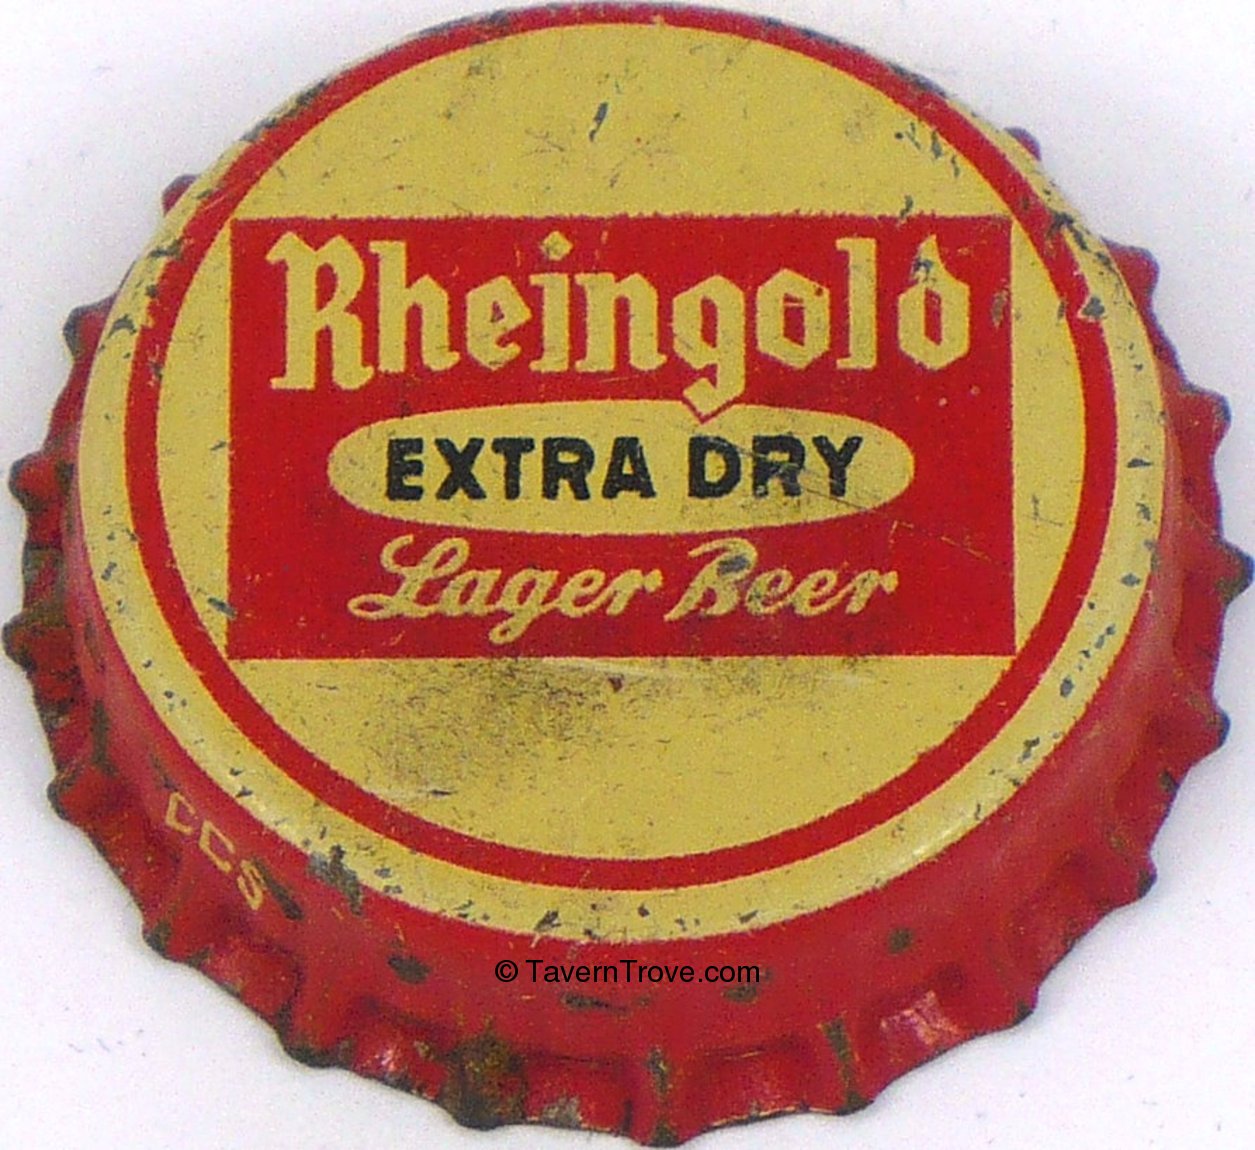 Rheingold
EXTRA DRY
Lager Beer
CCS
© TavernTrove.com